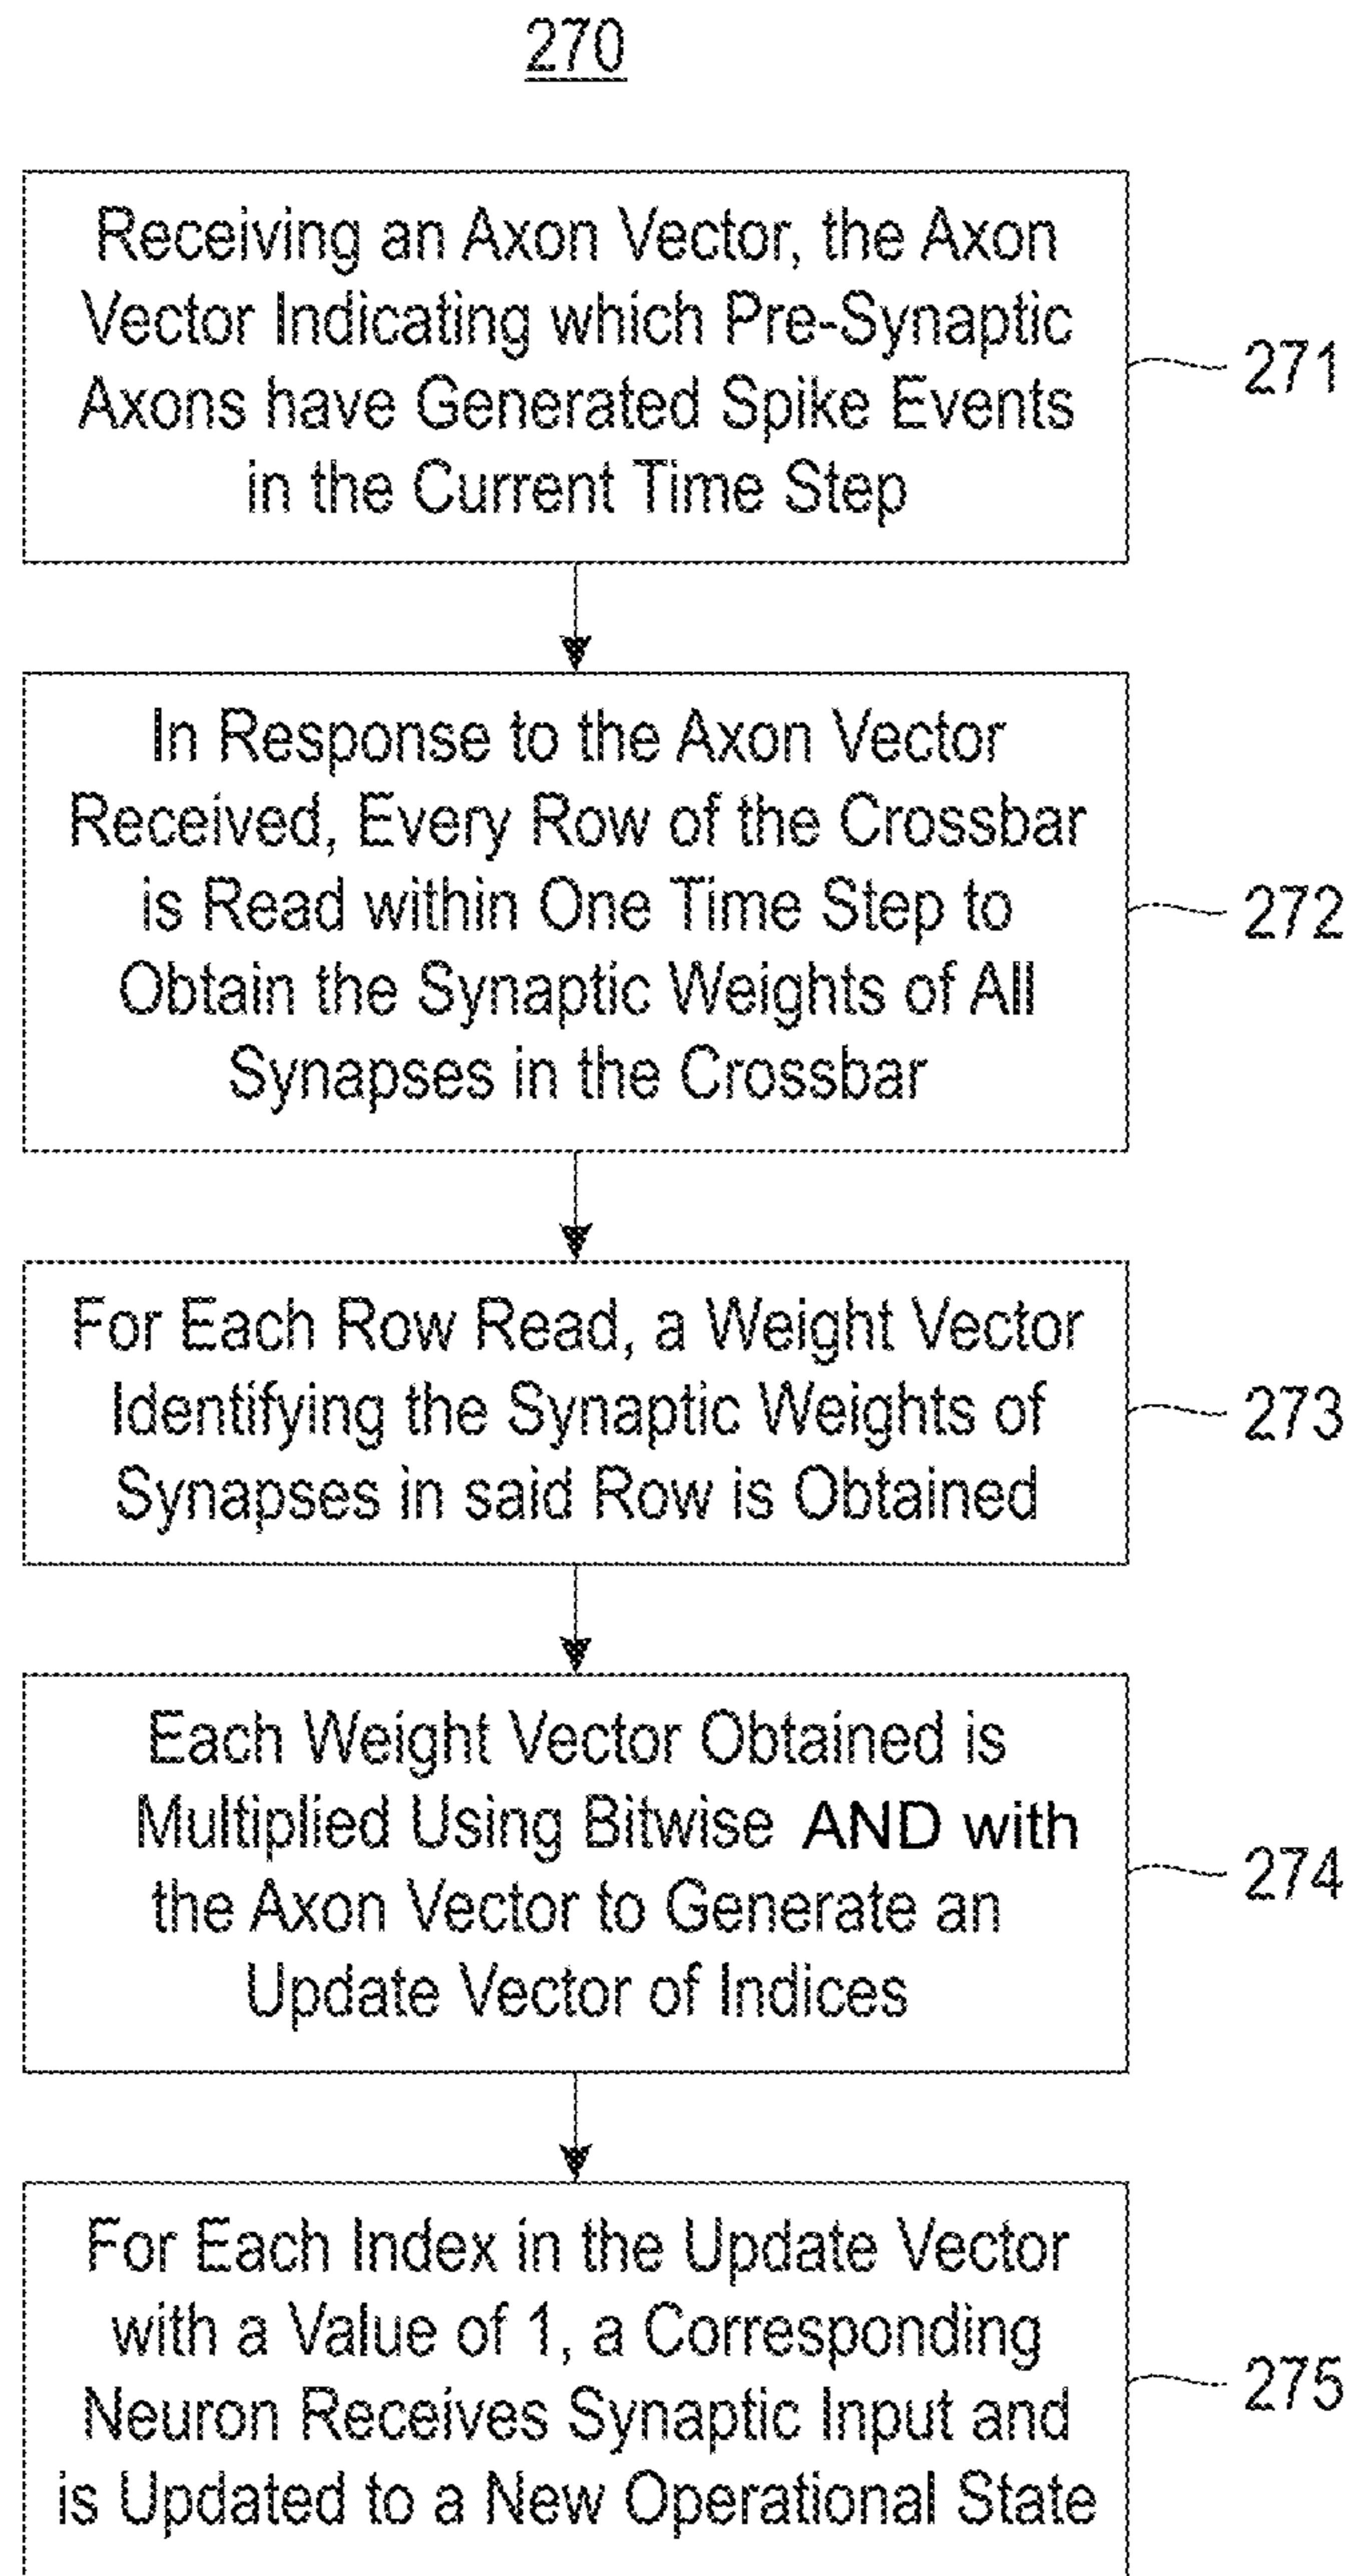 270
Receiving an Axon Vector, the Axon
Vector Indicating which Pre-Synaptic
Axons have Generated Spike Events
in the Current Time Step
271
In Response to the Axon Vector
Received, Every Row of the Crossbar
is Read within One Time Step to
Obtain the Synaptic Weights of All
Synapses in the Crossbar
272
For Each Row Read, a Weight Vector
Identifying the Synaptic Weights of
Synapses in said Row is Obtained
273
Each Weight Vector Obtained is
Multiplied Using Bitwise AND with
the Axon Vector to Generate an
Update Vector of Indices
274
For Each Index in the Update Vector
with a Value of 1, a Corresponding
Neuron Receives Synaptic Input and
is Updated to a New Operational State
275